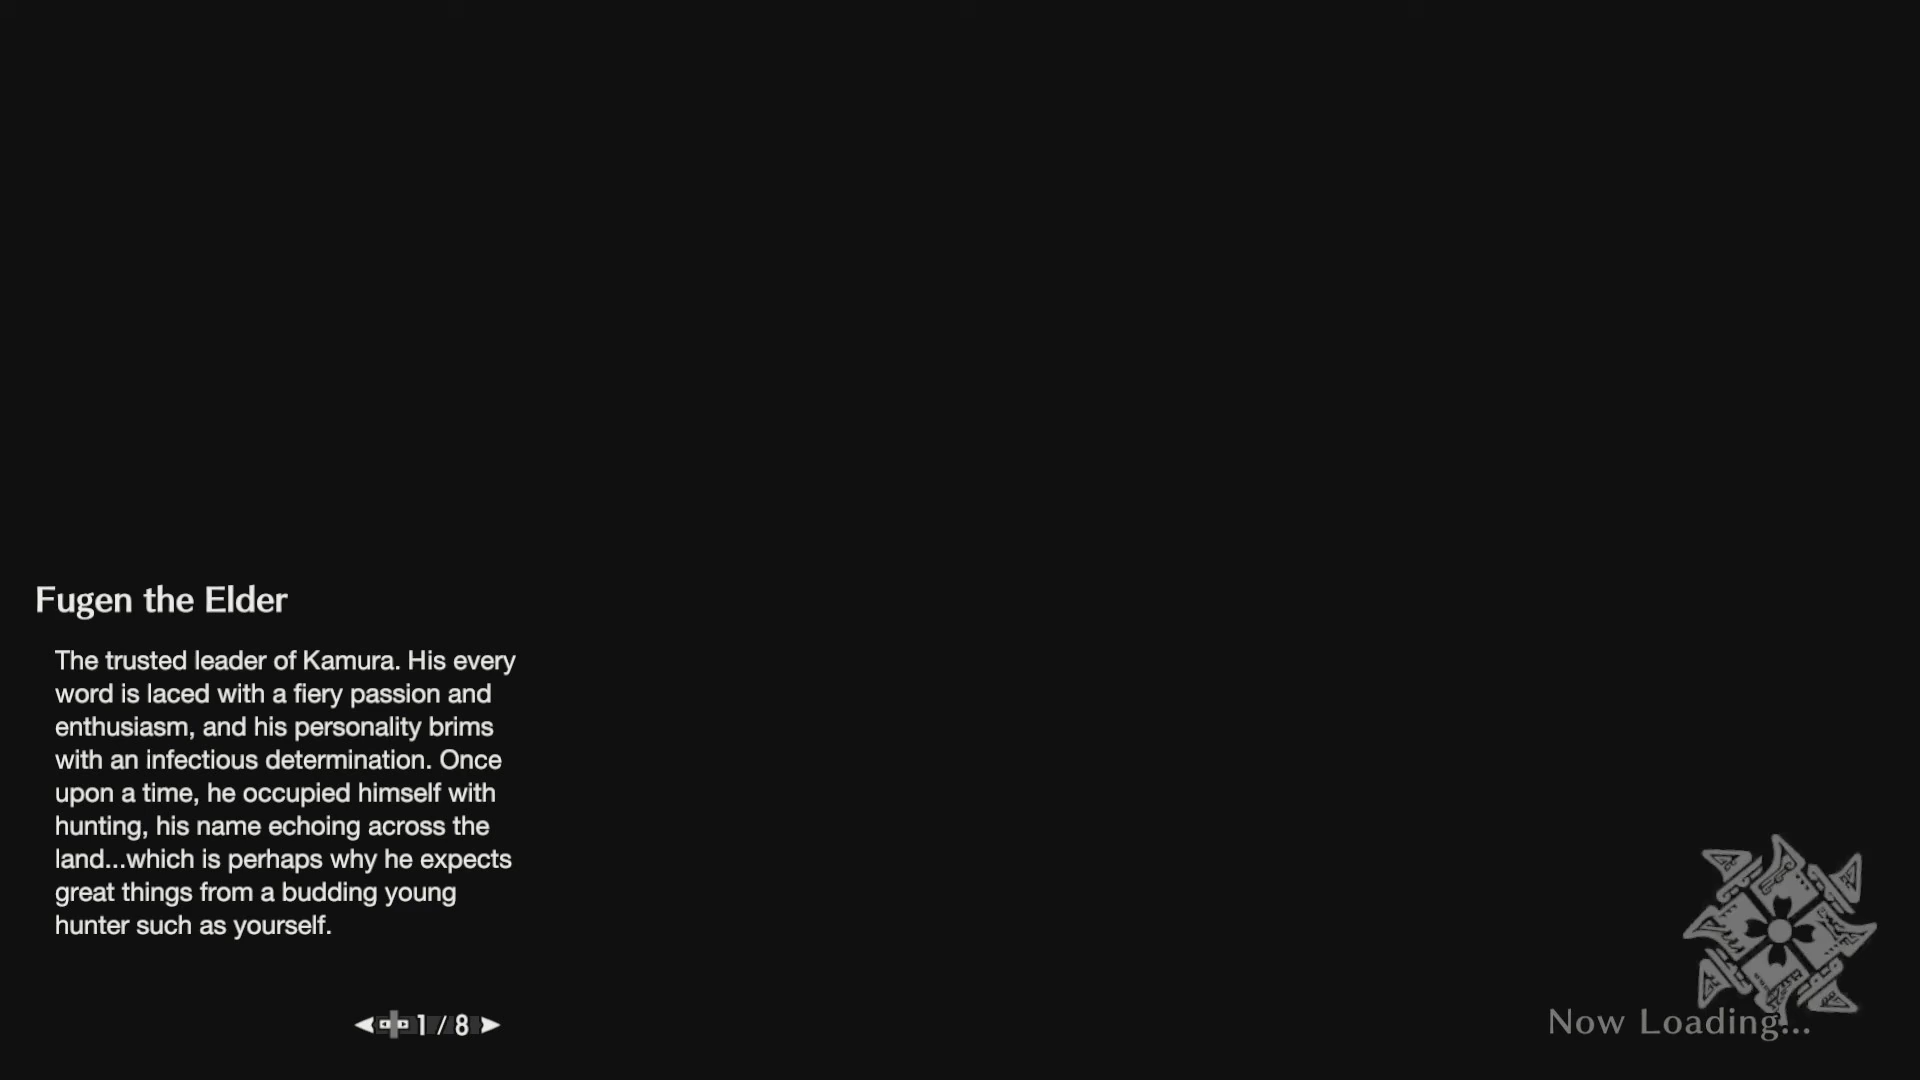 Fugen the Elder
The trusted leader of Kamura. His every
word is laced with a fiery passion and
enthusiasm, and his personality brims
with an infectious determination. Once
upon a time, he occupied himself with
hunting, his name echoing across the
land...which is perhaps why he expects
great things from a budding young
hunter such as yourself.
1 / 8
Now Loading...